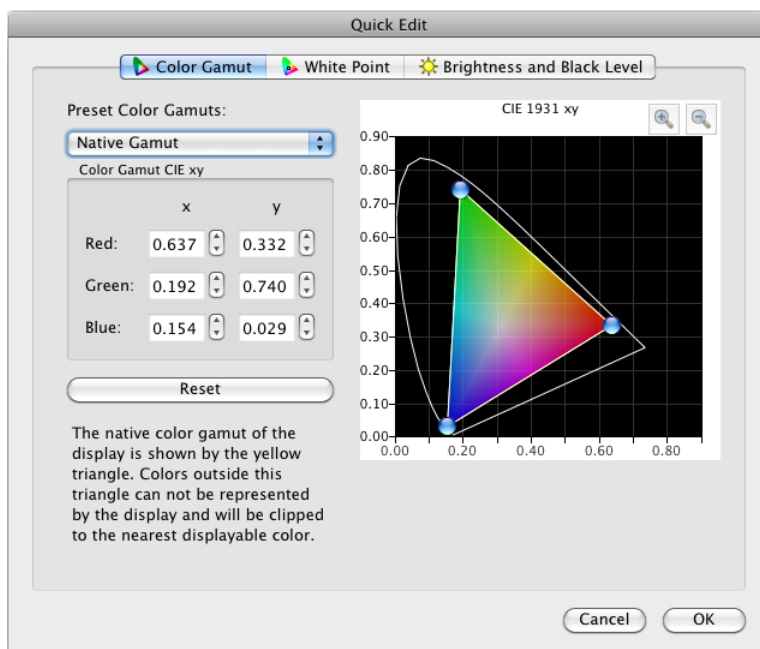 Quick Edit
Color Gamut White Point Brightness and Black Level
Preset Color Gamuts:
Native Gamut
Color Gamut CIE xy
x y
Red: 0.637 0.332
Green: 0.192 0.740
Blue: 0.154 0.029
Reset
The native color gamut of the
display is shown by the yellow
triangle. Colors outside this
triangle can not be represented
by the display and will be clipped
to the nearest displayable color.
CIE 1931 xy
0.90
0.80
0.70
0.60
0.50
0.40
0.30
0.20
0.10
0.00
0.00 0.20 0.40 0.60 0.80
Cancel OK